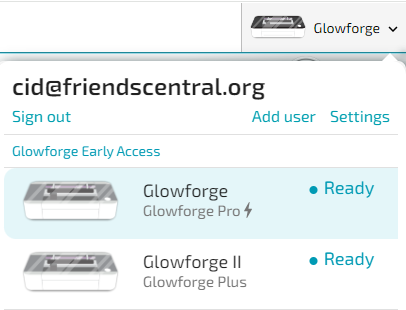 Glowforge
cid@friendscentral.org
Sign out Add user Settings
Glowforge Early Access
Glowforge Ready
Glowforge Pro
Glowforge II Ready
Glowforge Plus